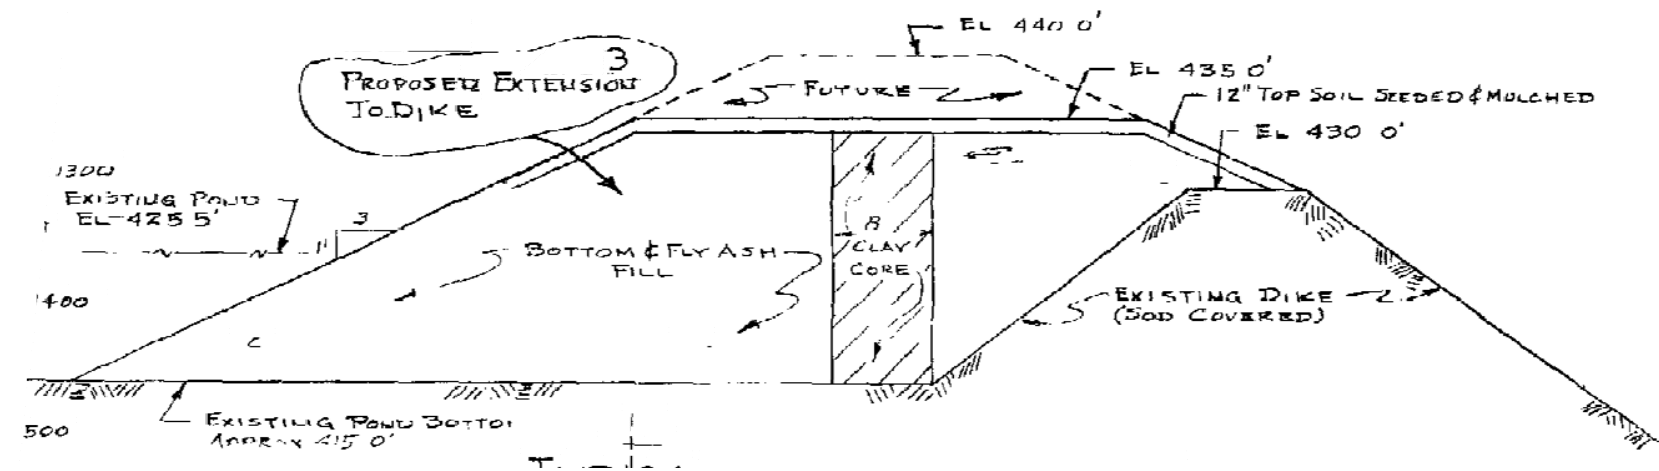 EL 440 0'
3
PROPOSED EXTENSION
TO DIKE
EL 435 0'
FUTURE
12" TOP SOIL SEEDED & MULCHED
EL 430 0'
1300
EXISTING POND
EL-425 5'
3
1'
B
CLAY
CORE
BOTTOM & FLY ASH
FILL
1400
EXISTING DIKE
(SOD COVERED)
C
EXISTING POND BOTTO
415 0'
500